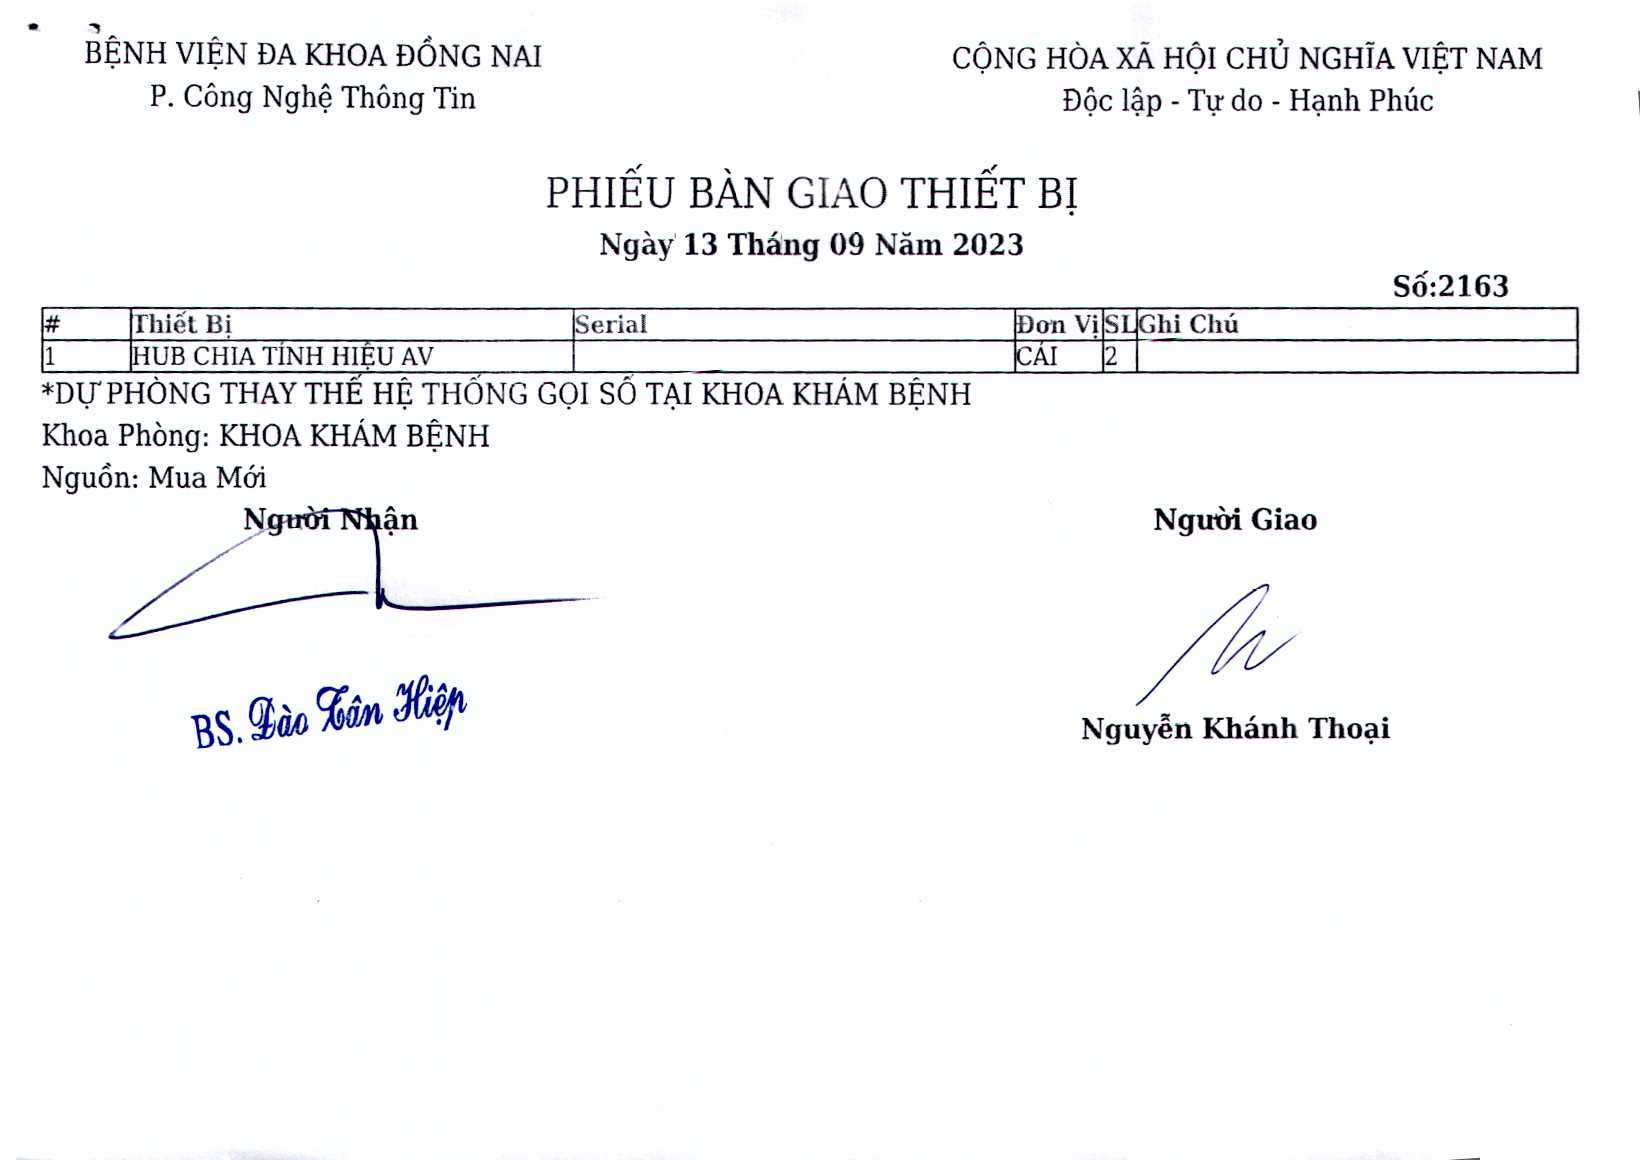 BỆNH VIỆN ĐA KHOA ĐỒNG NAI
P. Công Nghệ Thông Tin
CỘNG HÒA XÃ HỘI CHỦ NGHĨA VIỆT NAM
Độc lập - Tự do - Hạnh Phúc
PHIẾU BÀN GIAO THIẾT BỊ
Ngày 13 Tháng 09 Năm 2023
Số:2163
# Thiết Bị Serial Đơn Vị SL Ghi Chú
1 HUB CHIA TÍNH HIỆU AV CÁI 2
*DỰ PHÒNG THAY THẾ HỆ THỐNG GỌI SỐ TẠI KHOA KHÁM BỆNH
Khoa Phòng: KHOA KHÁM BỆNH
Nguồn: Mua Mới
Người Nhận Người Giao
BS. Đào Tấn Hiệp
Nguyễn Khánh Thoại